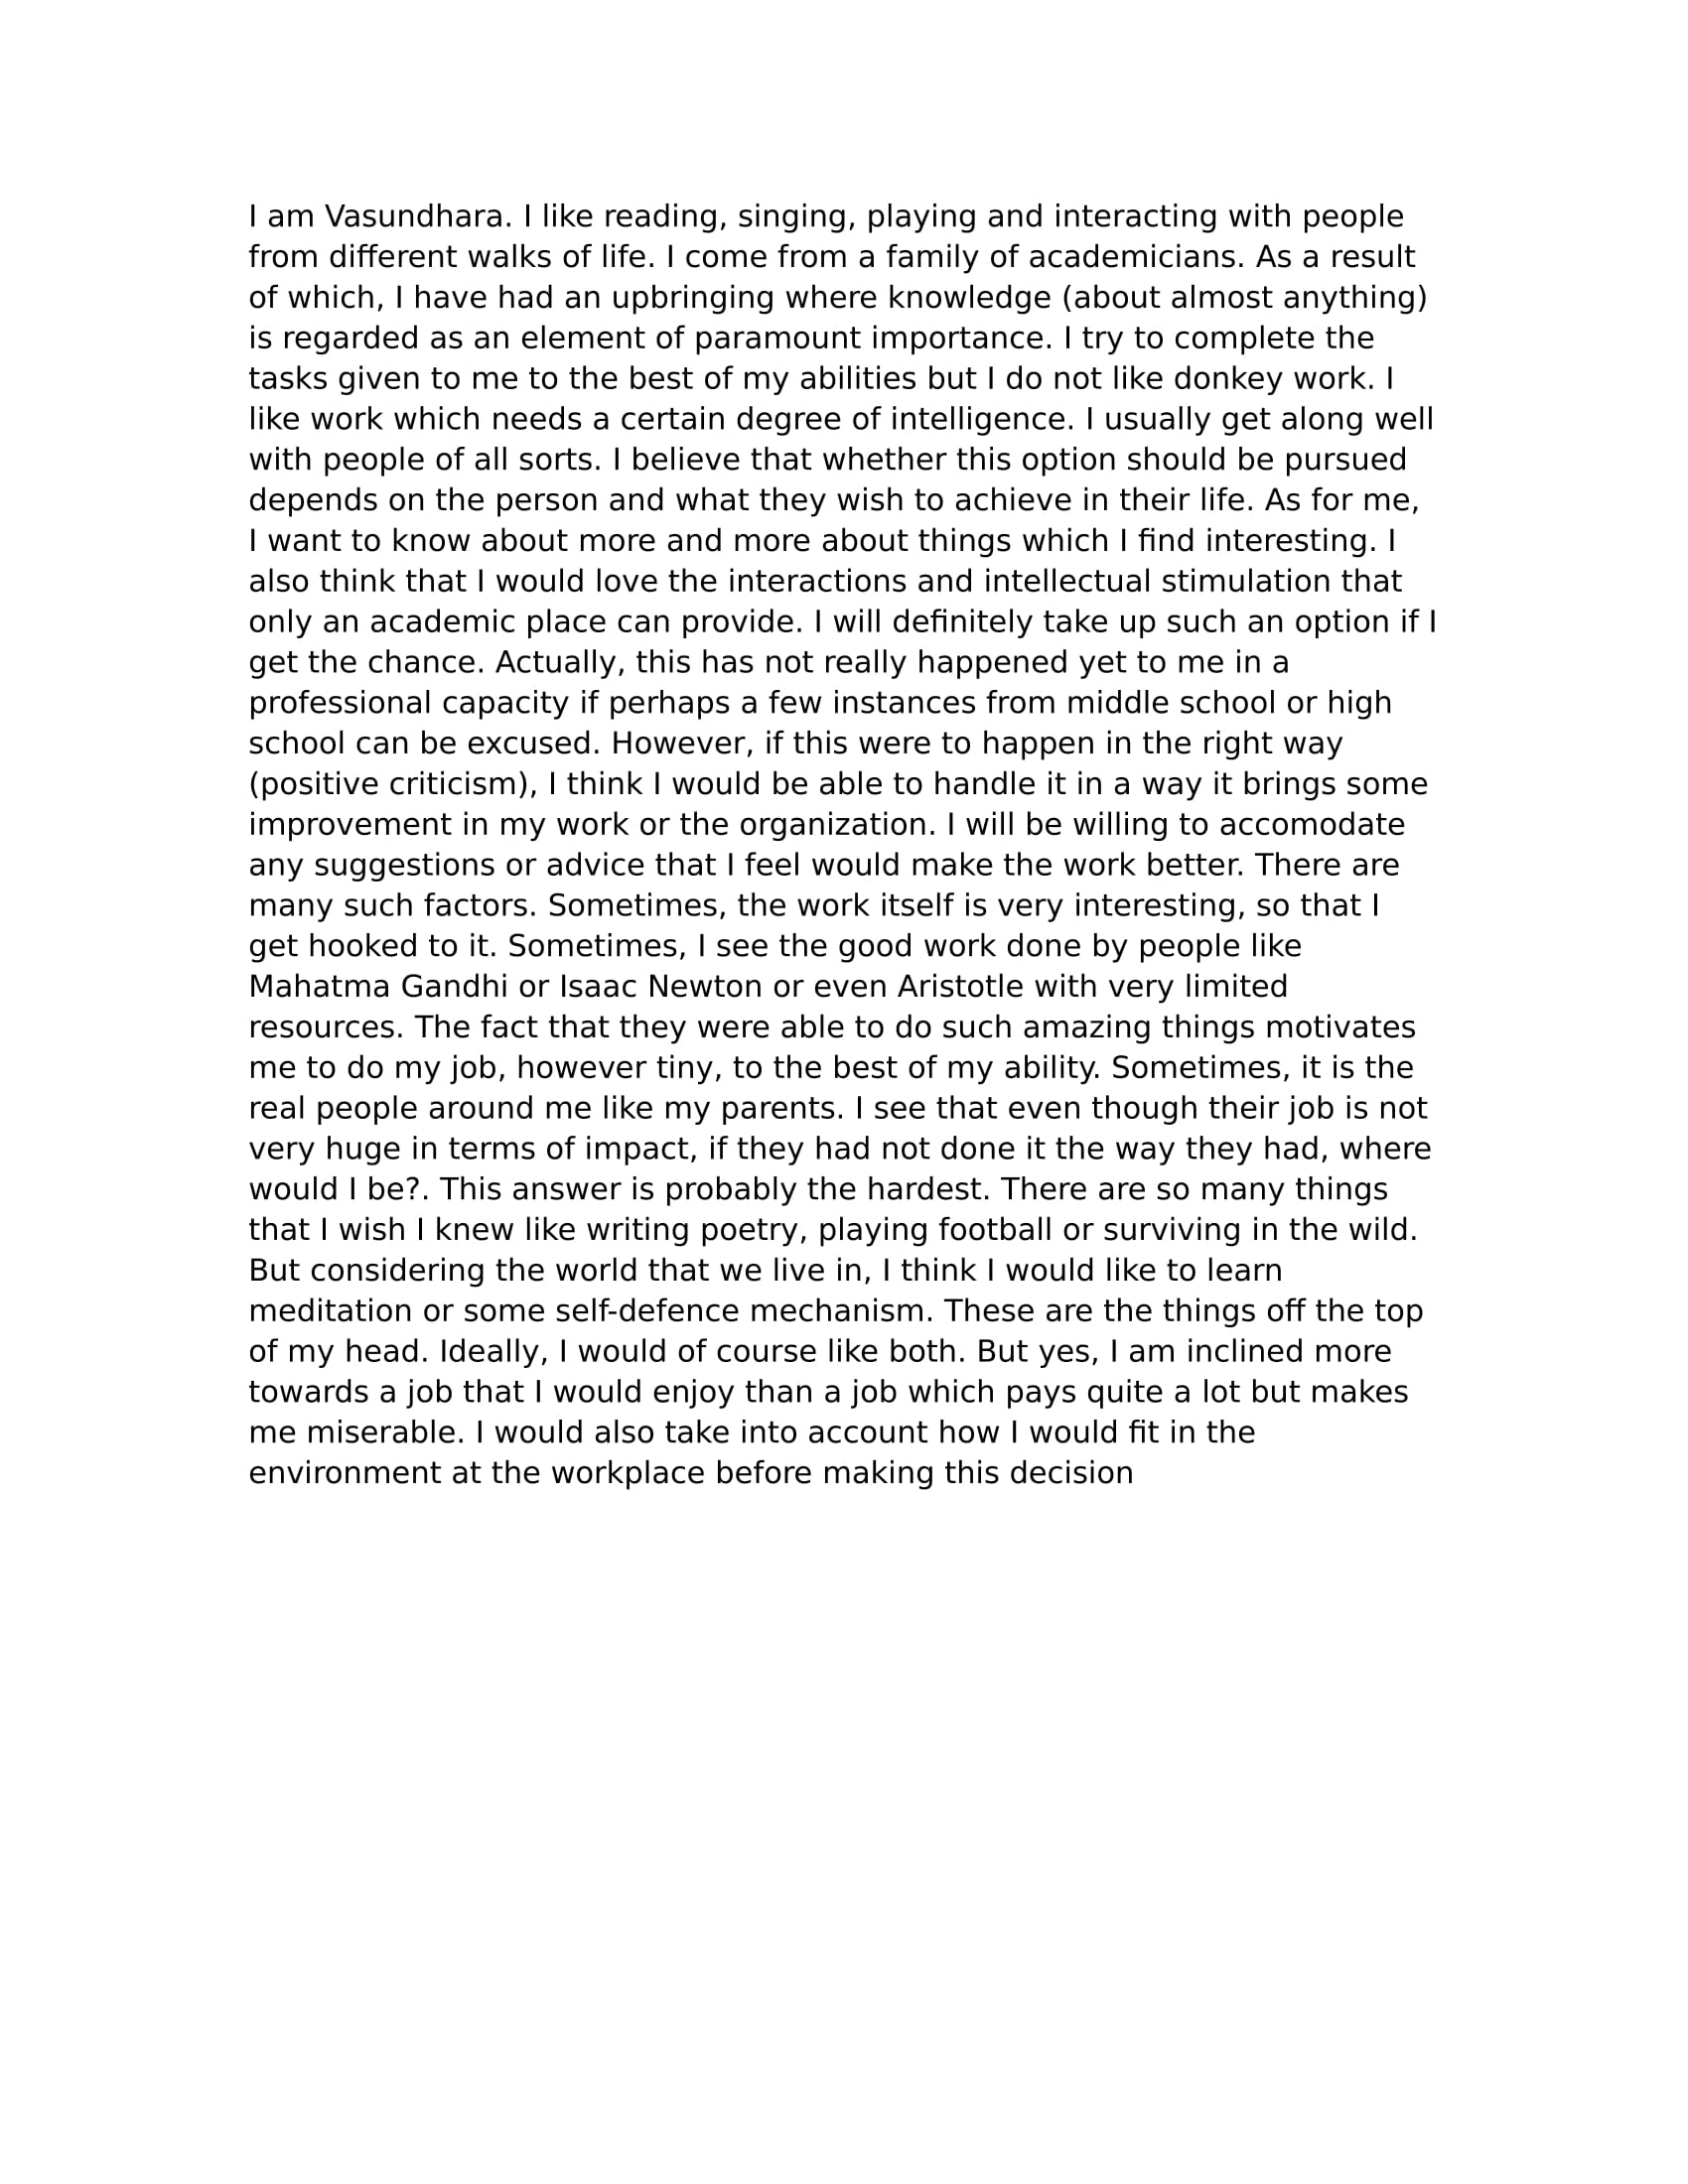 I am Vasundhara. I like reading, singing, playing and interacting with people
from different walks of life. I come from a family of academicians. As a result
of which, I have had an upbringing where knowledge (about almost anything)
is regarded as an element of paramount importance. I try to complete the
tasks given to me to the best of my abilities but I do not like donkey work. I
like work which needs a certain degree of intelligence. I usually get along well
with people of all sorts. I believe that whether this option should be pursued
depends on the person and what they wish to achieve in their life. As for me,
I want to know about more and more about things which I find interesting. I
also think that I would love the interactions and intellectual stimulation that
only an academic place can provide. I will definitely take up such an option if I
get the chance. Actually, this has not really happened yet to me in a
professional capacity if perhaps a few instances from middle school or high
school can be excused. However, if this were to happen in the right way
(positive criticism), I think I would be able to handle it in a way it brings some
improvement in my work or the organization. I will be willing to accomodate
any suggestions or advice that I feel would make the work better. There are
many such factors. Sometimes, the work itself is very interesting, so that I
get hooked to it. Sometimes, I see the good work done by people like
Mahatma Gandhi or Isaac Newton or even Aristotle with very limited
resources. The fact that they were able to do such amazing things motivates
me to do my job, however tiny, to the best of my ability. Sometimes, it is the
real people around me like my parents. I see that even though their job is not
very huge in terms of impact, if they had not done it the way they had, where
would I be?. This answer is probably the hardest. There are so many things
that I wish I knew like writing poetry, playing football or surviving in the wild.
But considering the world that we live in, I think I would like to learn
meditation or some self-defence mechanism. These are the things off the top
of my head. Ideally, I would of course like both. But yes, I am inclined more
towards a job that I would enjoy than a job which pays quite a lot but makes
me miserable. I would also take into account how I would fit in the
environment at the workplace before making this decision